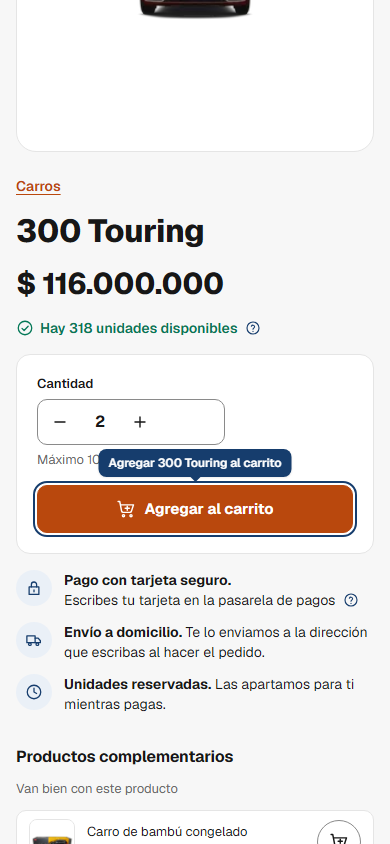 Carros
300 Touring
$ 116.000.000
Hay 318 unidades disponibles
Cantidad
2
Máximo 10
Agregar 300 Touring al carrito
Agregar al carrito
Pago con tarjeta seguro.
Escribes tu tarjeta en la pasarela de pagos
Envío a domicilio. Te lo enviamos a la dirección
que escribas al hacer el pedido.
Unidades reservadas. Las apartamos para ti
mientras pagas.
Productos complementarios
Van bien con este producto
Carro de bambú congelado